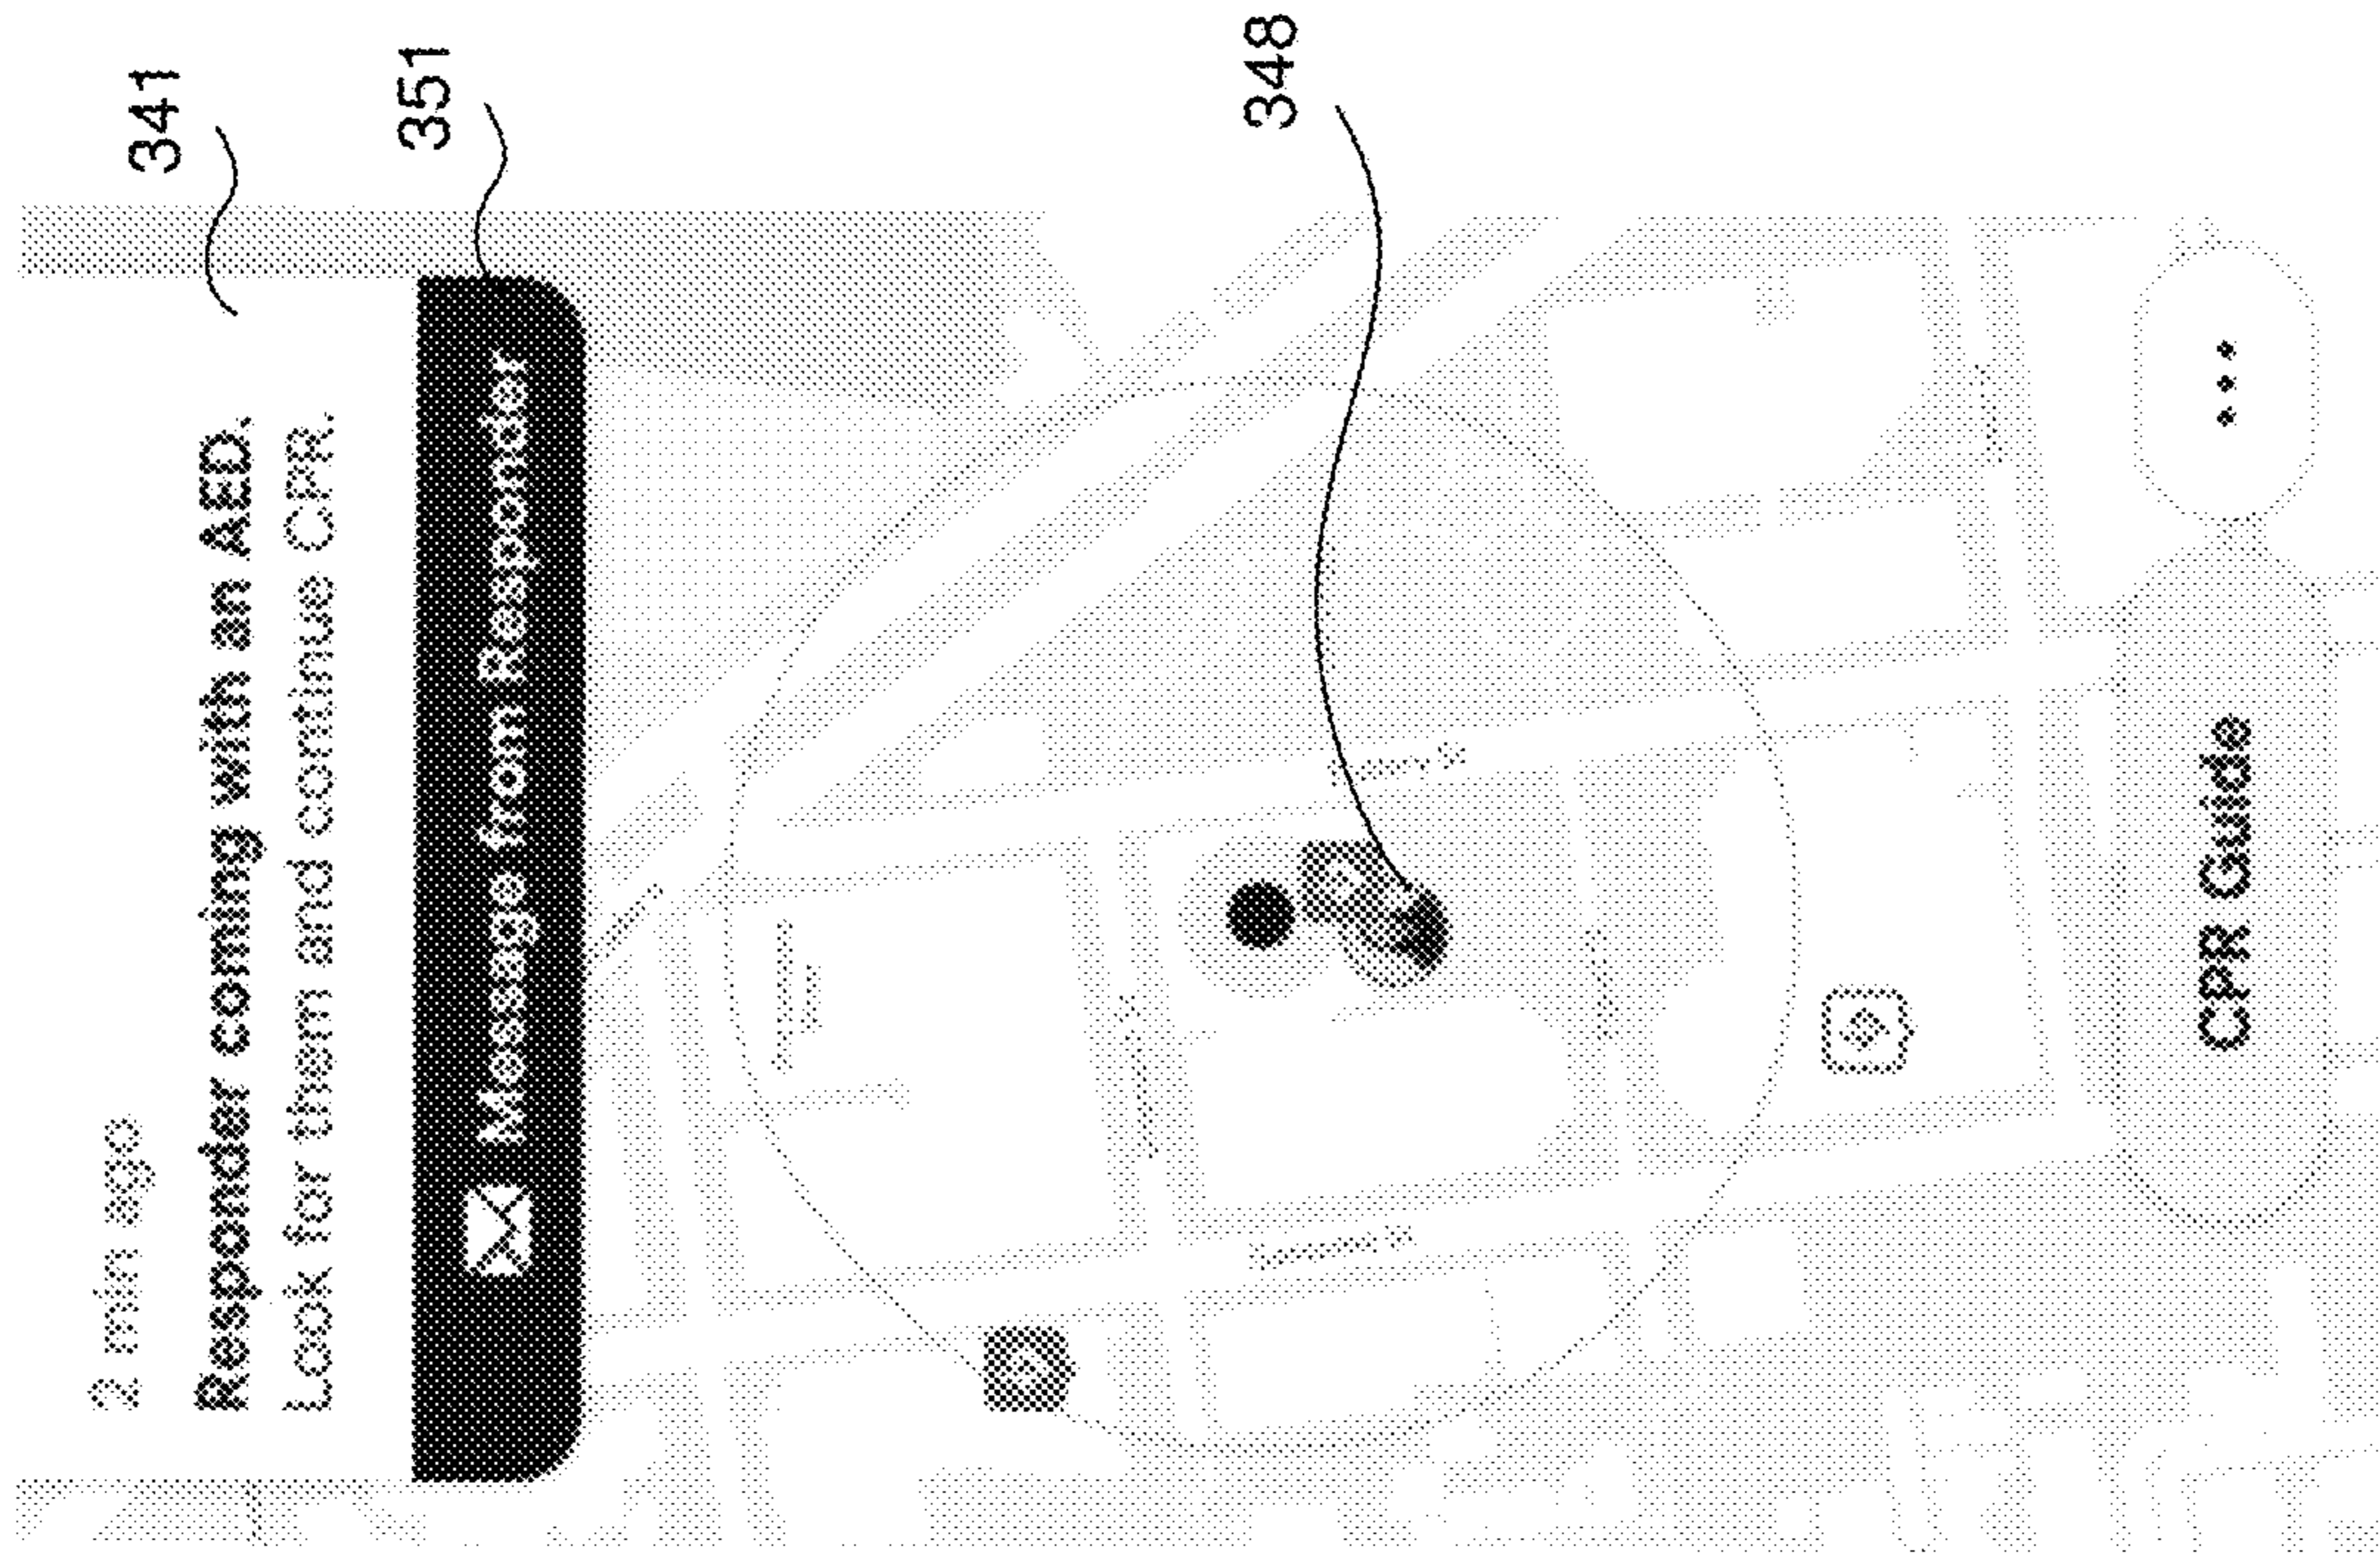 2 min ago
341
Responder coming with an AED.
Look for them and continue CPR.
351
Message from Responder
348
CPR Guide